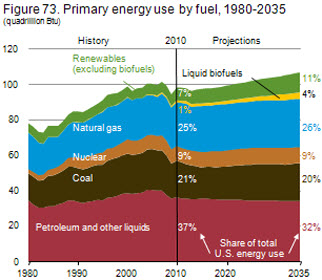 Figure 73. Primary energy use by fuel, 1980-2035
(quadrillion Btu)
History 2010 Projections
120
100
80
60
40
20
0
Renewables
(excluding biofuels)
Liquid biofuels
Natural gas
Nuclear
Coal
Petroleum and other liquids
7%
1%
25%
9%
21%
37%
11%
4%
26%
9%
20%
32%
Share of total
U.S. energy use
1980 1990 2000 2010 2020 2035